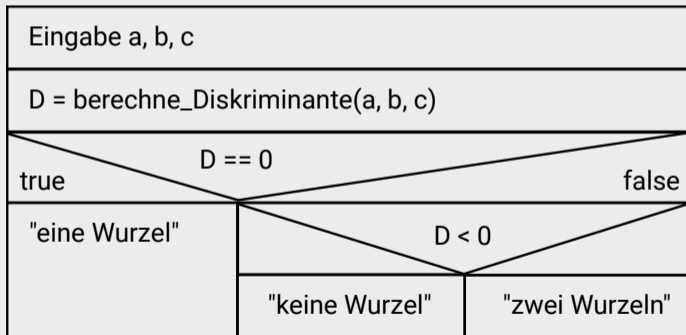 Eingabe a, b, c
D = berechne_Diskriminante(a, b, c)
D == 0
true
false
"eine Wurzel"
D < 0
"keine Wurzel"
"zwei Wurzeln"